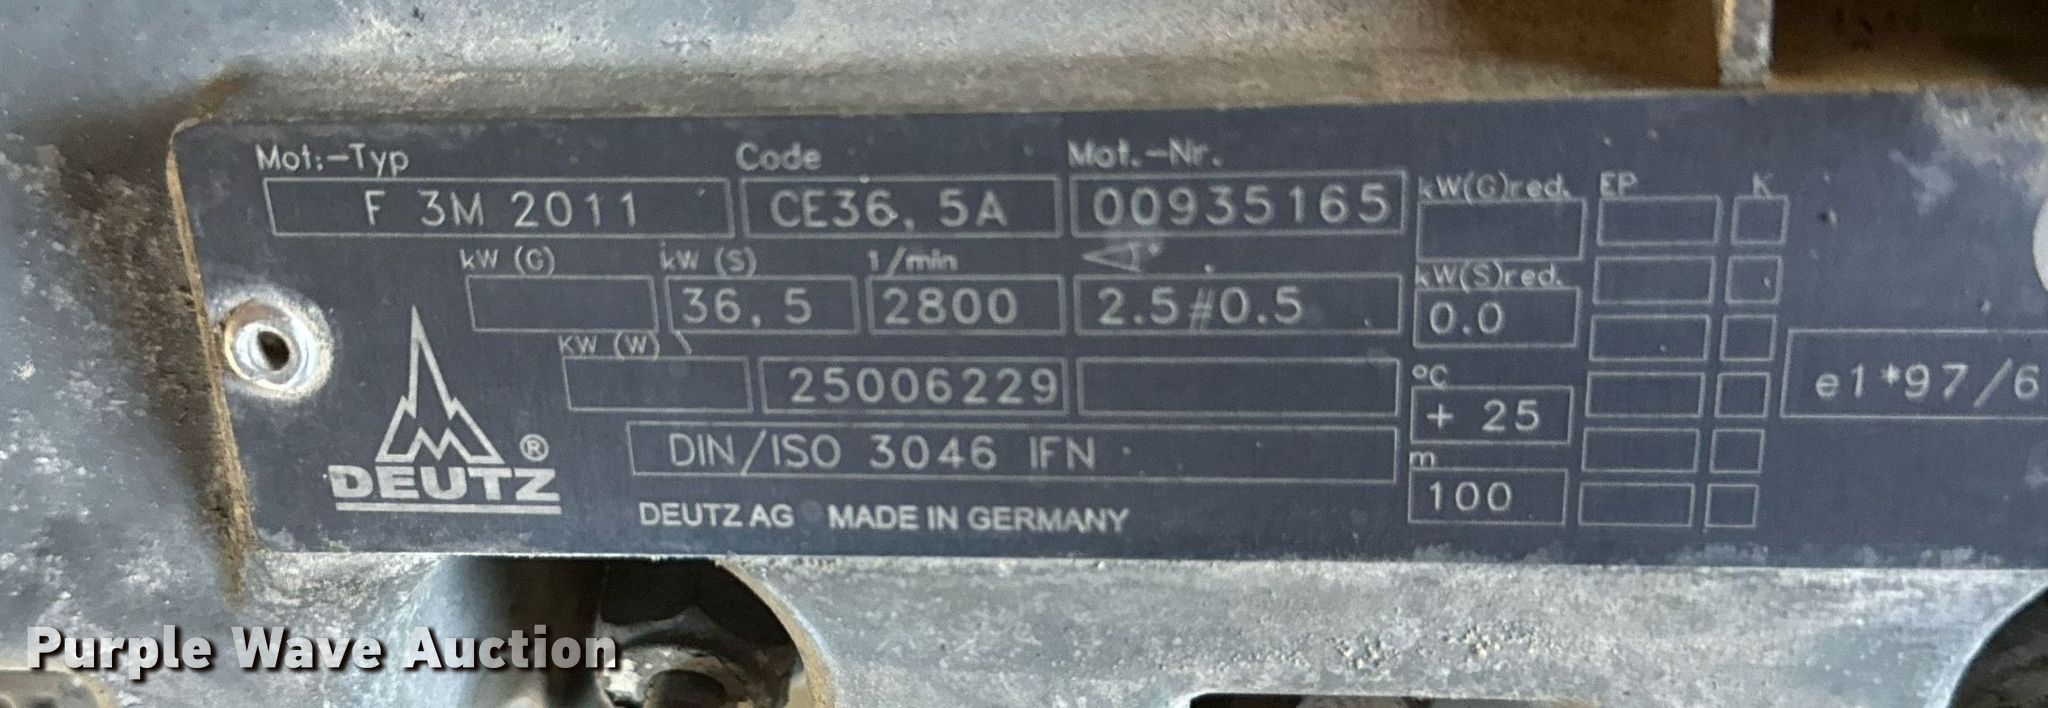 Mot.-Typ Code Mot.-Nr. kW(G)red. EP K
F 3M 2011 CE36, 5A 00935165
kW (G) kW (S) 1/min kW(S)red.
36, 5 2800 2.5#0.5 0.0
KW (W) °C
25006229 + 25 e1*97/6
DIN/ISO 3046 IFN m
100
DEUTZ®
DEUTZ AG MADE IN GERMANY
Purple Wave Auction